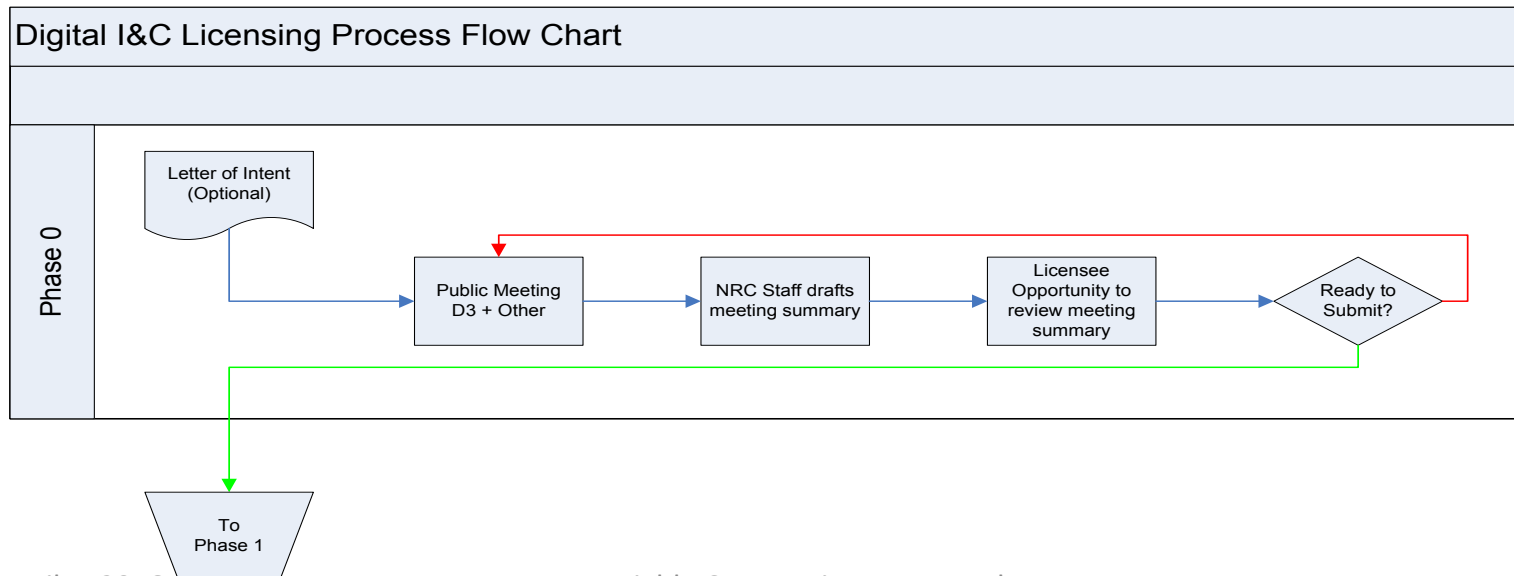 Digital I&C Licensing Process Flow Chart
Phase 0
Letter of Intent
(Optional)
Public Meeting
D3 + Other
NRC Staff drafts
meeting summary
Licensee
Opportunity to
review meeting
summary
Ready to
Submit?
To
Phase 1